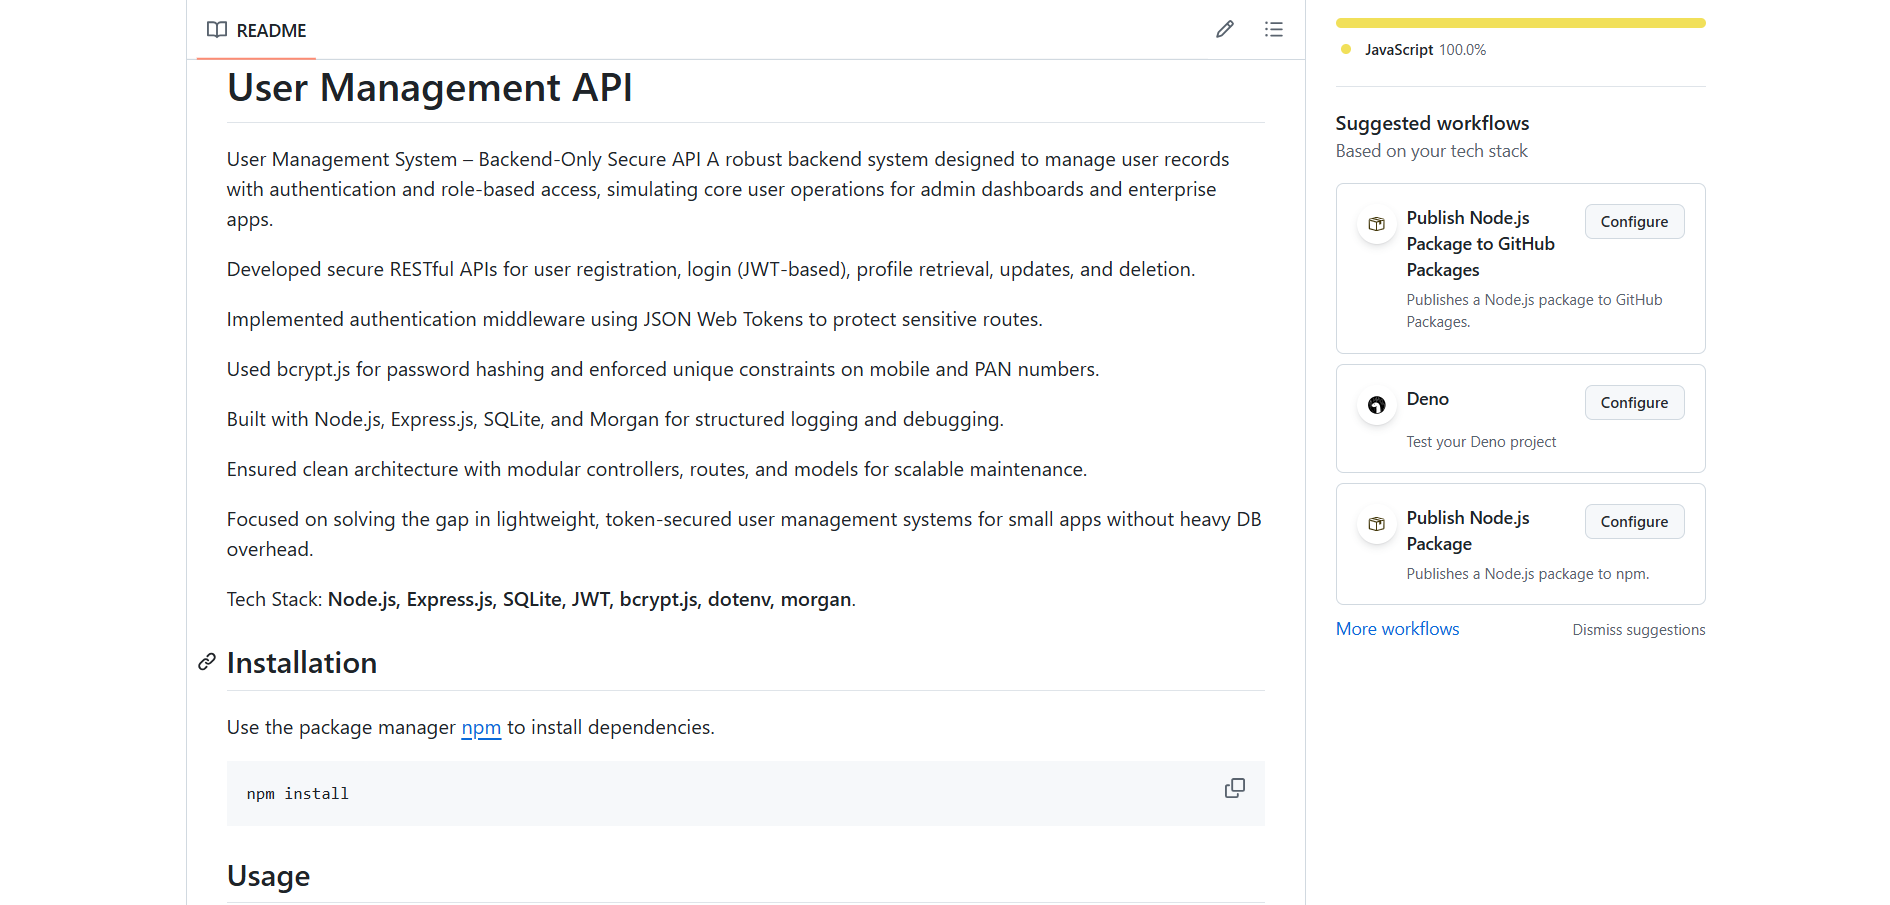 README
User Management API
User Management System – Backend-Only Secure API A robust backend system designed to manage user records
with authentication and role-based access, simulating core user operations for admin dashboards and enterprise
apps.
Developed secure RESTful APIs for user registration, login (JWT-based), profile retrieval, updates, and deletion.
Implemented authentication middleware using JSON Web Tokens to protect sensitive routes.
Used bcrypt.js for password hashing and enforced unique constraints on mobile and PAN numbers.
Built with Node.js, Express.js, SQLite, and Morgan for structured logging and debugging.
Ensured clean architecture with modular controllers, routes, and models for scalable maintenance.
Focused on solving the gap in lightweight, token-secured user management systems for small apps without heavy DB
overhead.
Tech Stack: Node.js, Express.js, SQLite, JWT, bcrypt.js, dotenv, morgan.
Installation
Use the package manager npm to install dependencies.
npm install
Usage
JavaScript 100.0%
Suggested workflows
Based on your tech stack
Publish Node.js
Package to GitHub
Packages
Configure
Publishes a Node.js package to GitHub
Packages.
Deno
Configure
Test your Deno project
Publish Node.js
Package
Configure
Publishes a Node.js package to npm.
More workflows
Dismiss suggestions